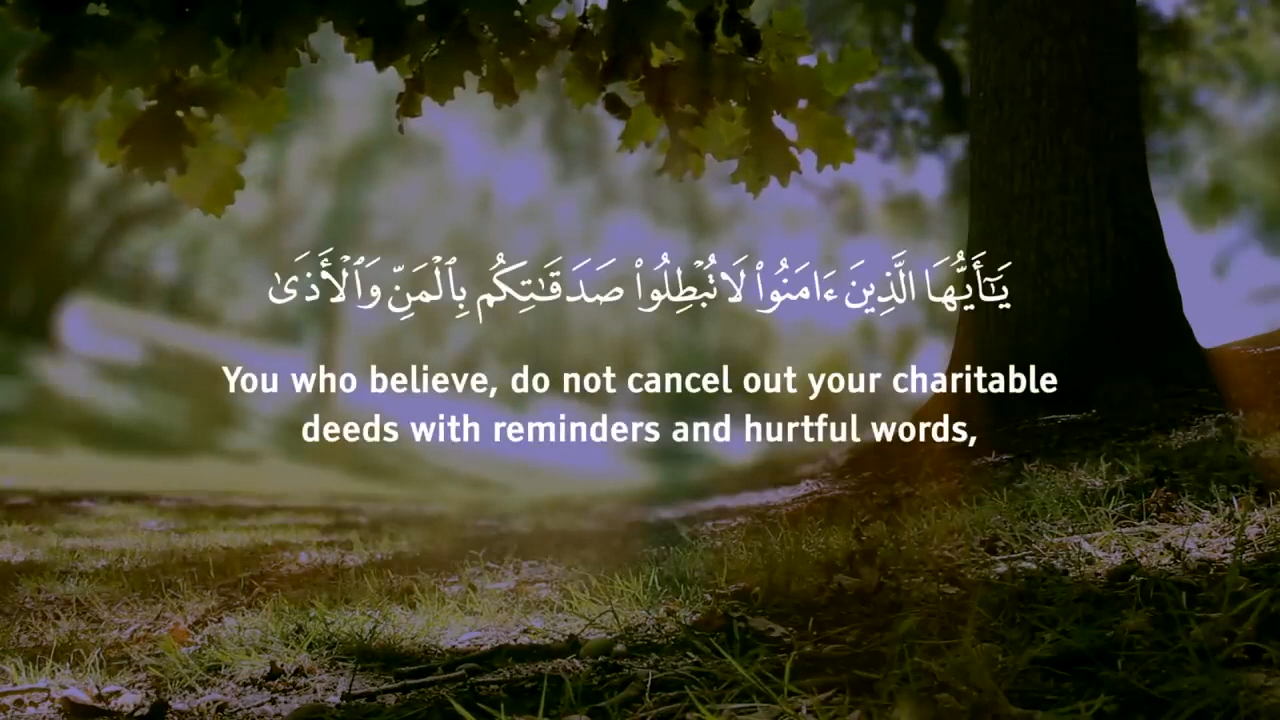 يَـٰٓأَيُّهَا ٱلَّذِينَ ءَامَنُوا۟ لَا تُبْطِلُوا۟ صَدَقَـٰتِكُم بِٱلْمَنِّ وَٱلْأَذَىٰ
You who believe, do not cancel out your charitable
deeds with reminders and hurtful words,